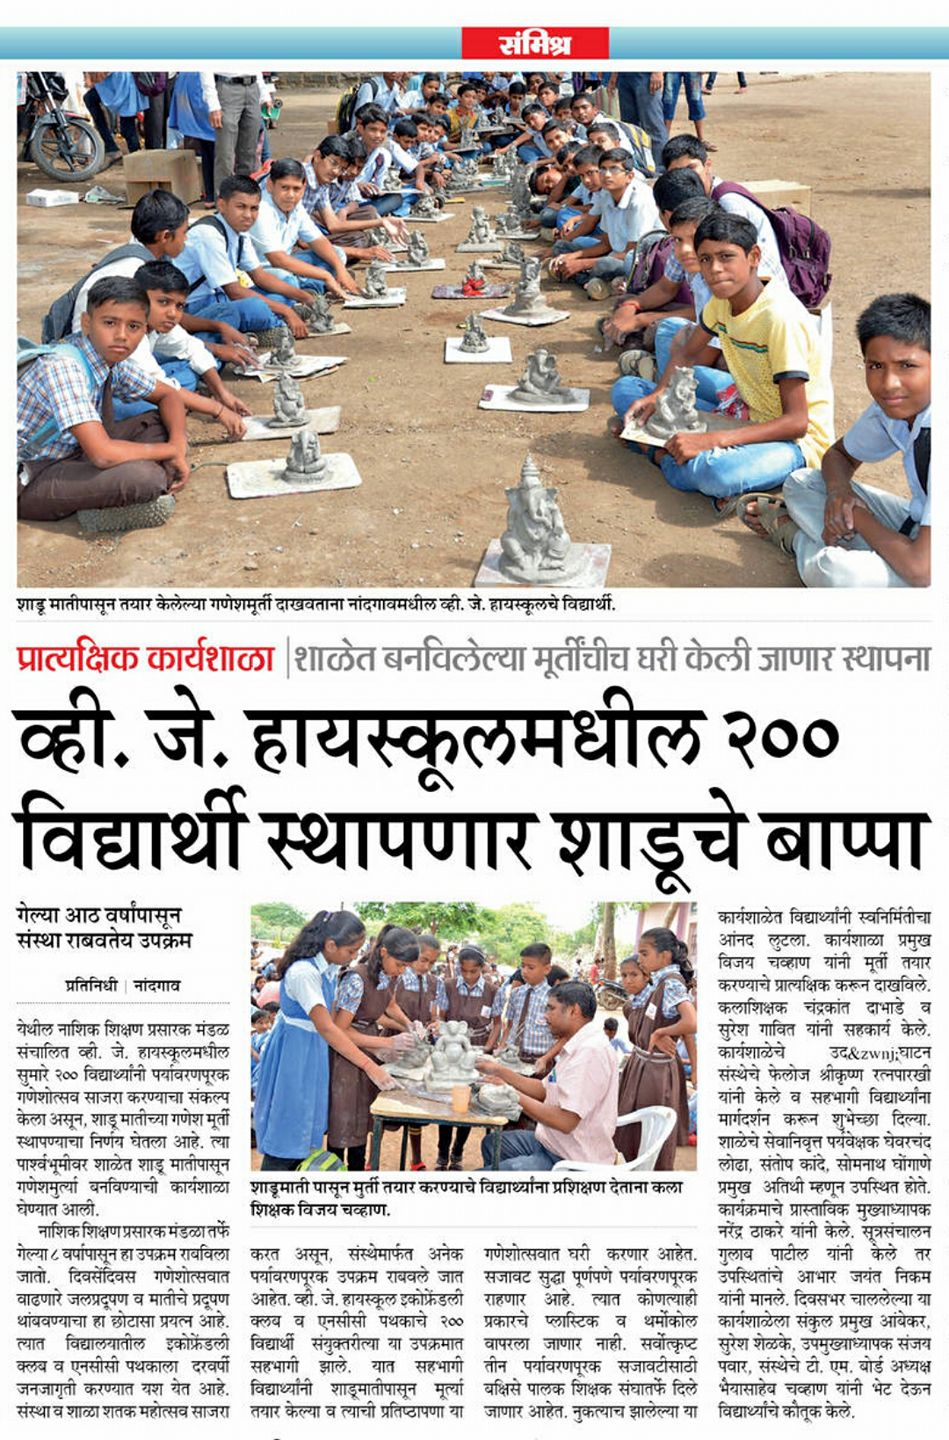 संमिश्र
शाडू मातीपासून तयार केलेल्या गणेशमूर्ती दाखवताना नांदगावमधील व्ही. जे. हायस्कूलचे विद्यार्थी.
प्रात्यक्षिक कार्यशाळा | शाळेत बनविलेल्या मूर्तींचीच घरी केली जाणार स्थापना
व्ही. जे. हायस्कूलमधील २००
विद्यार्थी स्थापणार शाडूचे बाप्पा
गेल्या आठ वर्षांपासून
संस्था राबवतेय उपक्रम
प्रतिनिधी | नांदगाव
येथील नाशिक शिक्षण प्रसारक मंडळ
संचालित व्ही. जे. हायस्कूलमधील
सुमारे २०० विद्यार्थ्यांनी पर्यावरणपूरक
गणेशोत्सव साजरा करण्याचा संकल्प
केला असून, शाडू मातीच्या गणेश मूर्ती
स्थापण्याचा निर्णय घेतला आहे. त्या
पार्श्वभूमीवर शाळेत शाडू मातीपासून
गणेशमुर्त्या बनविण्याची कार्यशाळा
घेण्यात आली.
नाशिक शिक्षण प्रसारक मंडळातर्फे
गेल्या ८ वर्षापासून हा उपक्रम राबविला
जातो. दिवसेंदिवस गणेशोत्सवात
वाढणारे जलप्रदूषण व मातीचे प्रदूषण
थांबवण्याचा हा छोटासा प्रयत्न आहे.
त्यात विद्यालयातील इकोफ्रेंडली
क्लब व एनसीसी पथकाला दरवर्षी
जनजागृती करण्यात यश येत आहे.
संस्था व शाळा शतक महोत्सव साजरा
शाडूमाती पासून मुर्ती तयार करण्याचे विद्यार्थ्यांना प्रशिक्षण देताना कला
शिक्षक विजय चव्हाण.
करत असून, संस्थेमार्फत अनेक
पर्यावरणपूरक उपक्रम राबवले जात
आहेत. व्ही. जे. हायस्कूल इकोफ्रेंडली
क्लब व एनसीसी पथकाचे २००
विद्यार्थी संयुक्तरीत्या या उपक्रमात
सहभागी झाले. यात सहभागी
विद्यार्थ्यांनी शाडूमातीपासून मूर्त्या
तयार केल्या व त्याची प्रतिष्ठापणा या
गणेशोत्सवात घरी करणार आहेत.
सजावट सुद्धा पूर्णपणे पर्यावरणपूरक
राहणार आहे. त्यात कोणत्याही
प्रकारचे प्लास्टिक व थर्मोकोल
वापरला जाणार नाही. सर्वोत्कृष्ट
तीन पर्यावरणपूरक सजावटीसाठी
बक्षिसे पालक शिक्षक संघातर्फे दिले
जाणार आहेत. नुकत्याच झालेल्या या
कार्यशाळेत विद्यार्थ्यांनी स्वनिर्मितीचा
आंनद लुटला. कार्यशाळा प्रमुख
विजय चव्हाण यांनी मूर्ती तयार
करण्याचे प्रात्यक्षिक करून दाखविले.
कलाशिक्षक चंद्रकांत दाभाडे व
सुरेश गावित यांनी सहकार्य केले.
कार्यशाळेचे उद&zwnj;घाटन
संस्थेचे फेलोज श्रीकृष्ण रत्नपारखी
यांनी केले व सहभागी विद्यार्थ्यांना
मार्गदर्शन करून शुभेच्छा दिल्या.
शाळेचे सेवानिवृत्त पर्यवेक्षक घेवरचंद
लोढा, संतोप कांदे, सोमनाथ घोंगाणे
प्रमुख अतिथी म्हणून उपस्थित होते.
कार्यक्रमाचे प्रास्ताविक मुख्याध्यापक
नरेंद्र ठाकरे यांनी केले. सूत्रसंचालन
गुलाब पाटील यांनी केले तर
उपस्थितांचे आभार जयंत निकम
यांनी मानले. दिवसभर चाललेल्या या
कार्यशाळेला संकुल प्रमुख आंबेकर,
सुरेश शेळके, उपमुख्याध्यापक संजय
पवार, संस्थेचे टी. एम. बोर्ड अध्यक्ष
भैयासाहेब चव्हाण यांनी भेट देऊन
विद्यार्थ्यांचे कौतूक केले.